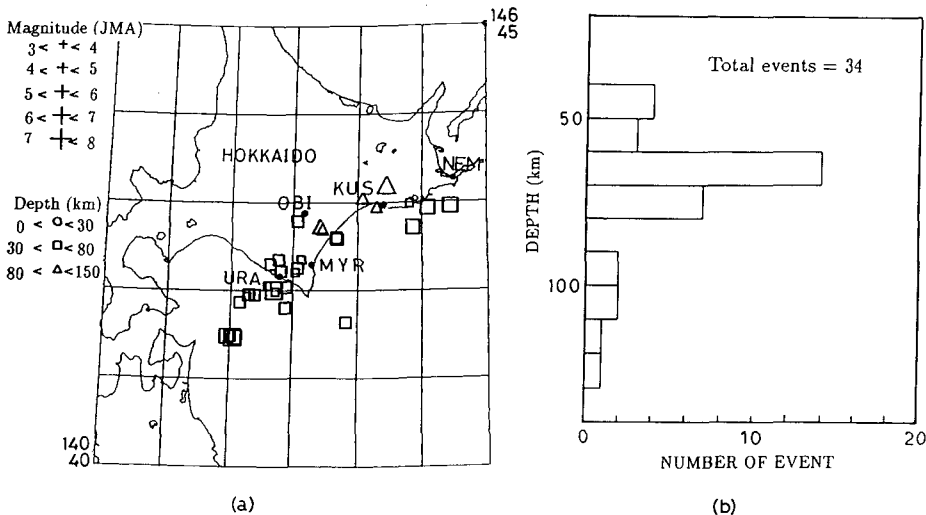 146
45
Magnitude (JMA)
3 < + < 4
4 < + < 5
5 < + < 6
6 < + < 7
7 + < 8
HOKKAIDO
NEM
KUS
OBI
Depth (km)
0 < O < 30
30 < □ < 80
80 < △ < 150
URA
MYR
140
40
(a)
Total events = 34
50
100
DEPTH (km)
0
10
20
NUMBER OF EVENT
(b)